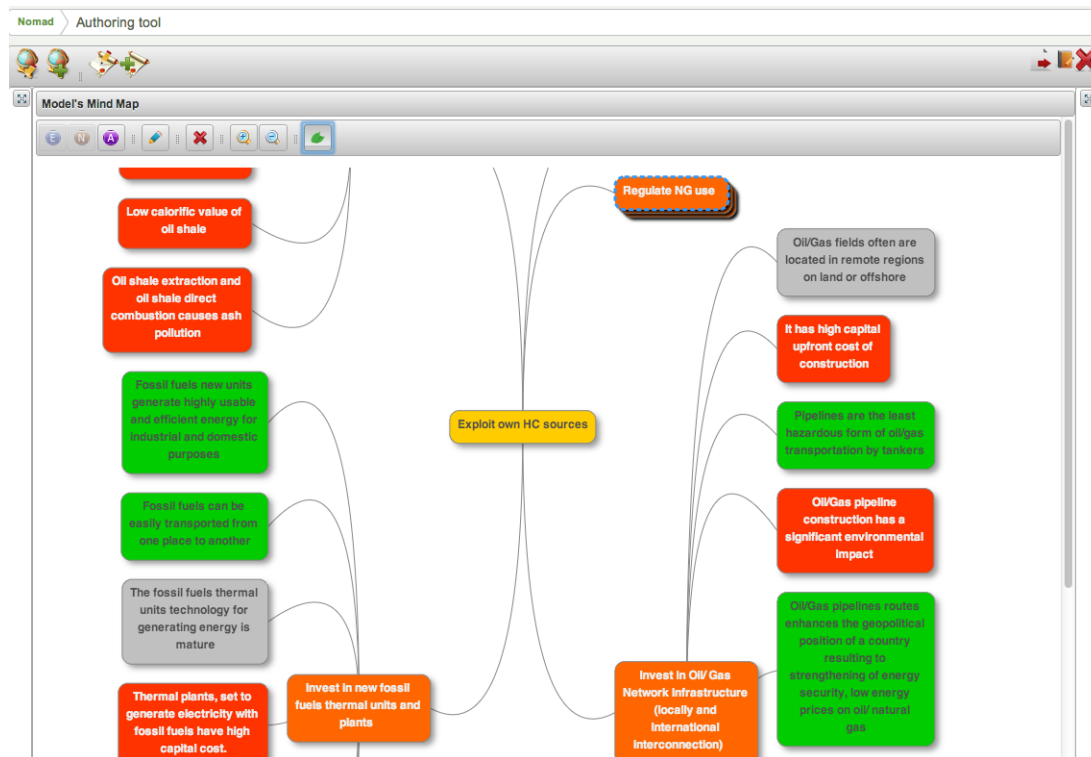 Nomad
Authoring tool
Model's Mind Map
E
N
A
Low calorific value of
oil shale
Oil shale extraction and
oil shale direct
combustion causes ash
pollution
Fossil fuels new units
generate highly usable
and efficient energy for
industrial and domestic
purposes
Fossil fuels can be
easily transported from
one place to another
The fossil fuels thermal
units technology for
generating energy is
mature
Thermal plants, set to
generate electricity with
fossil fuels have high
capital cost.
Invest in new fossil
fuels thermal units and
plants
Exploit own HC sources
Regulate NG use
Oil/Gas fields often are
located in remote regions
on land or offshore
It has high capital
upfront cost of
construction
Pipelines are the least
hazardous form of oil/gas
transportation by tankers
Oil/Gas pipeline
construction has a
significant environmental
impact
Oil/Gas pipelines routes
enhances the geopolitical
position of a country
resulting to
strengthening of energy
security, low energy
prices on oil/ natural
gas
Invest in Oil/ Gas
Network Infrastructure
(locally and
International
Interconnection)